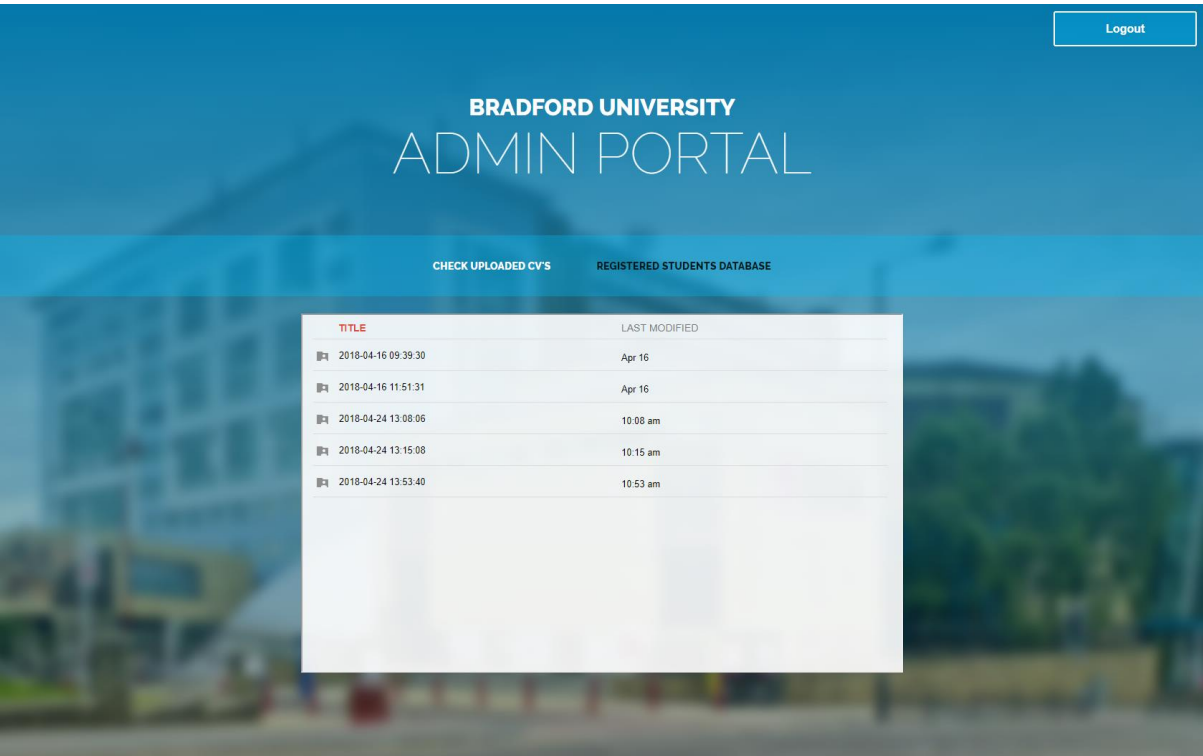 Logout
BRADFORD UNIVERSITY
ADMIN PORTAL
CHECK UPLOADED CV'S REGISTERED STUDENTS DATABASE
TITLE LAST MODIFIED
2018-04-16 09:39:30 Apr 16
2018-04-16 11:51:31 Apr 16
2018-04-24 13:08:06 10:08 am
2018-04-24 13:15:08 10:15 am
2018-04-24 13:53:40 10:53 am